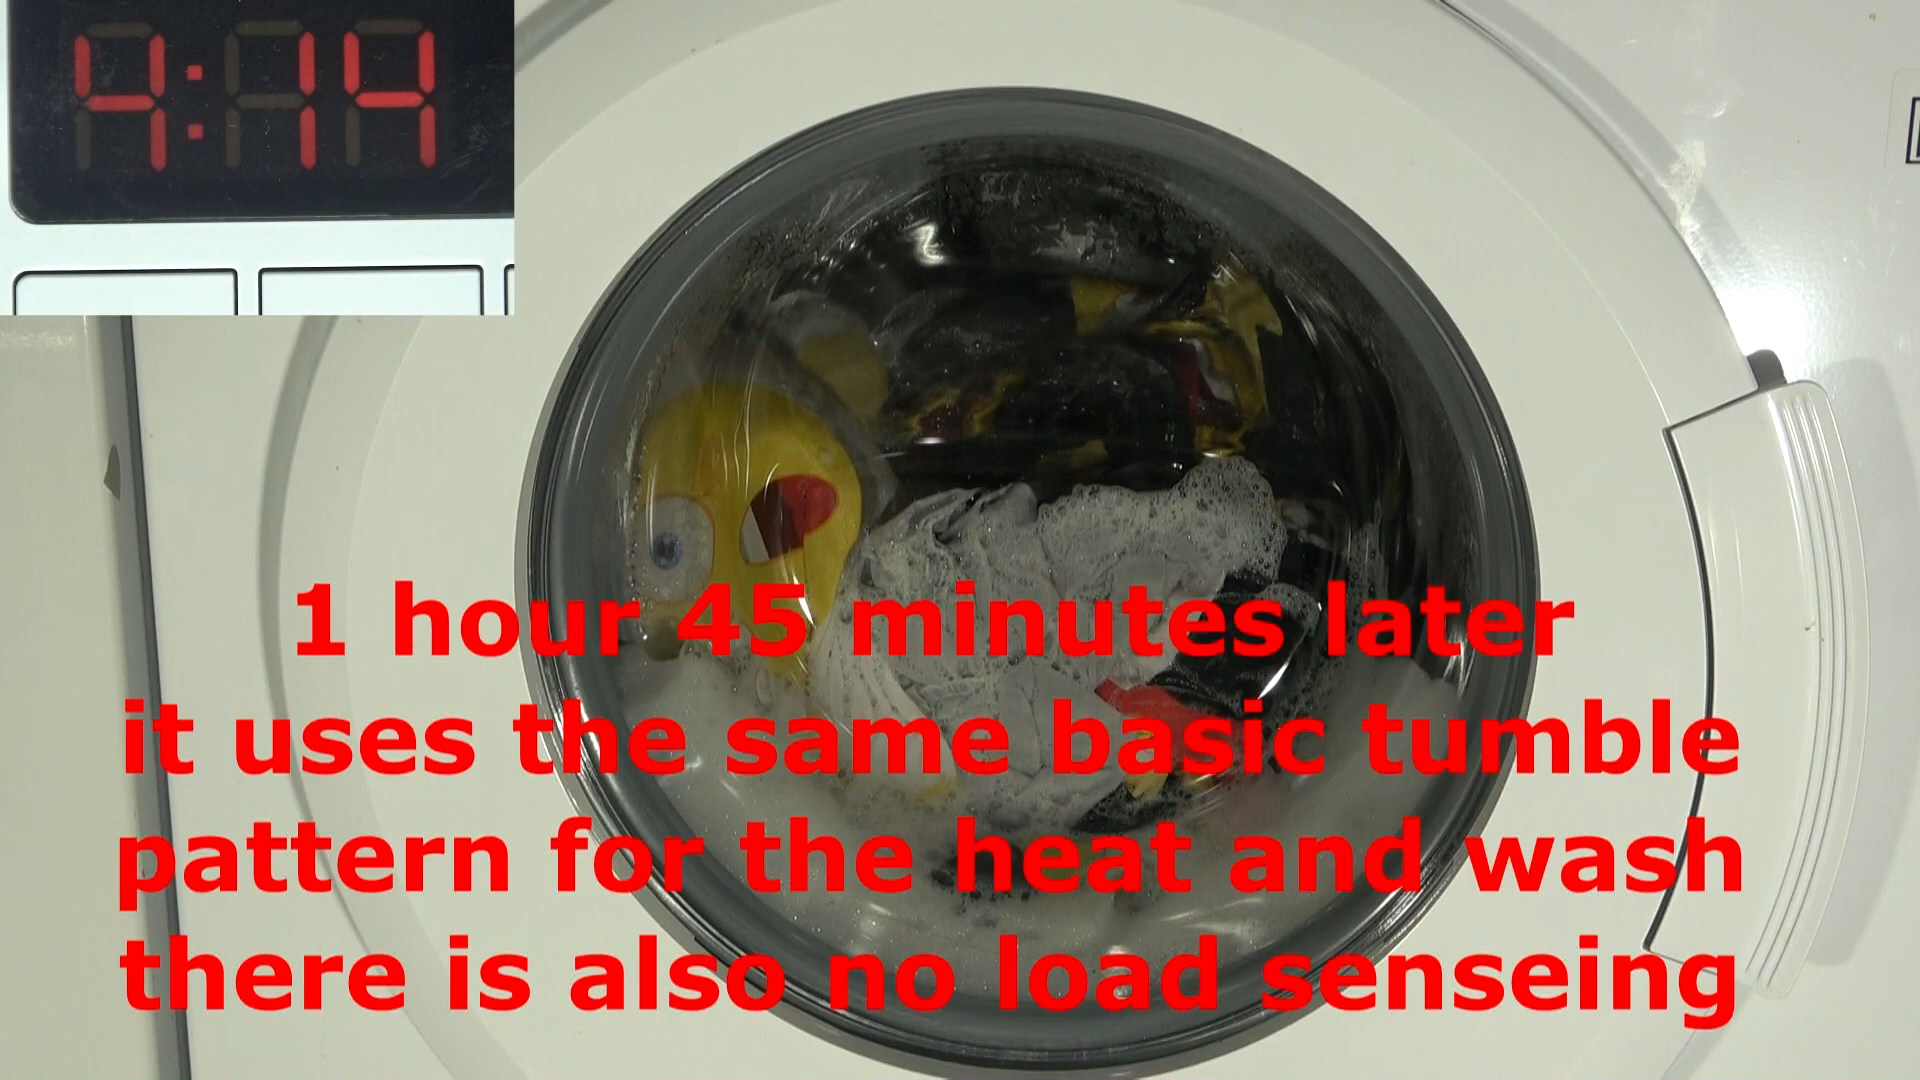 4:14
1 hour 45 minutes later
it uses the same basic tumble
pattern for the heat and wash
there is also no load senseing